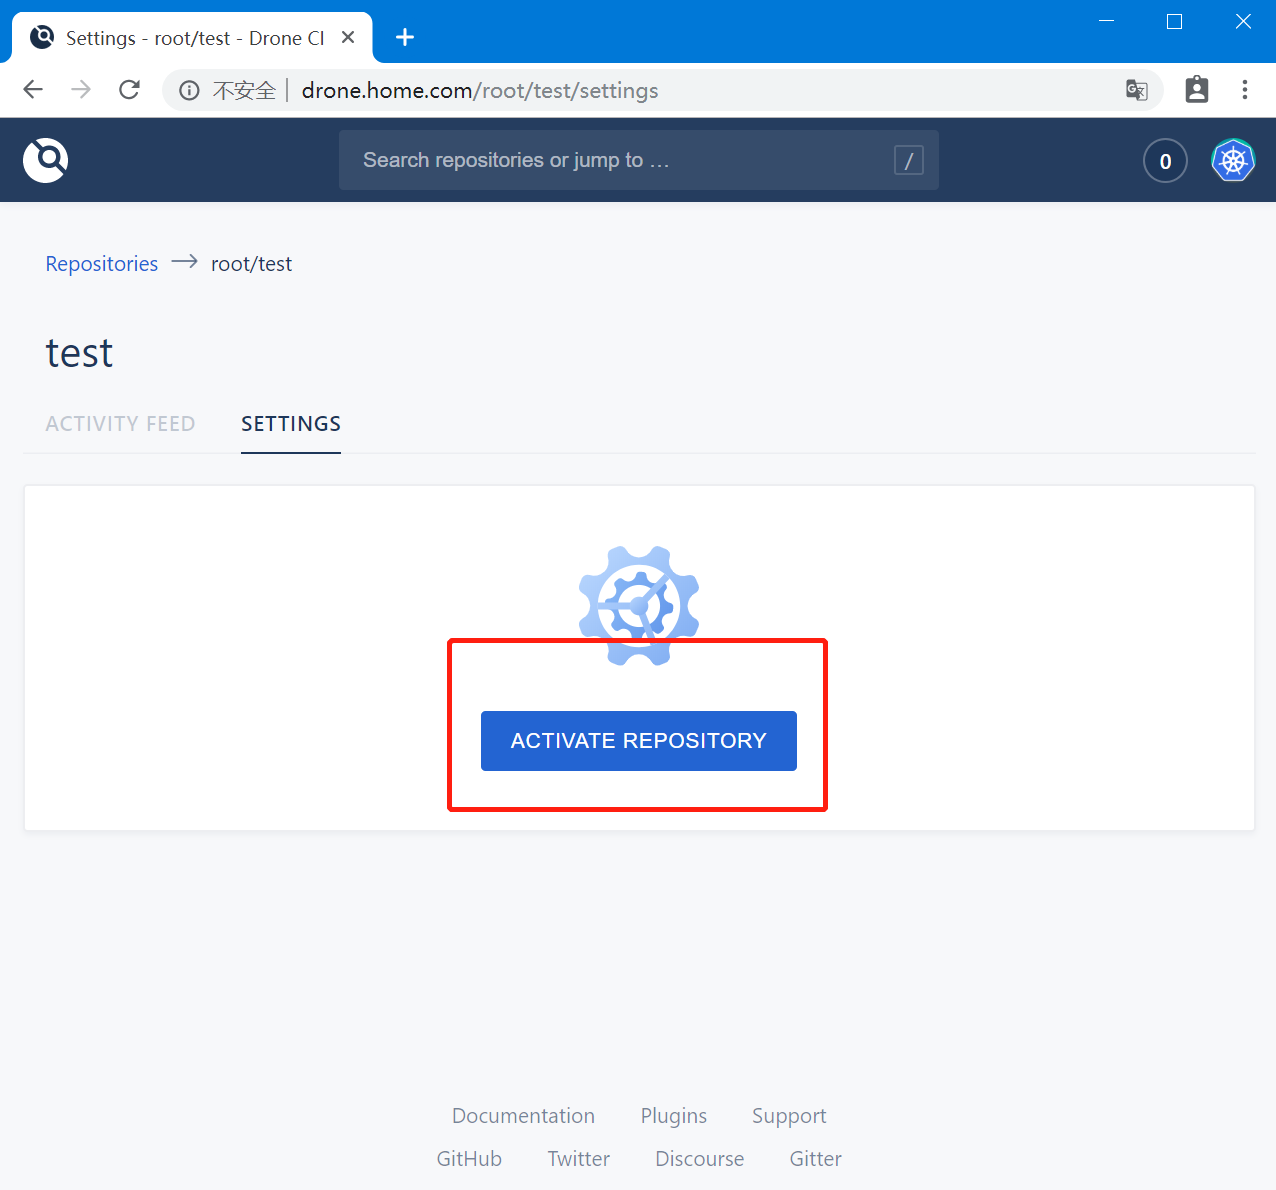 Settings - root/test - Drone CI
不安全 | drone.home.com/root/test/settings
Search repositories or jump to … /
0
Repositories → root/test
test
ACTIVITY FEED SETTINGS
ACTIVATE REPOSITORY
Documentation Plugins Support
GitHub Twitter Discourse Gitter